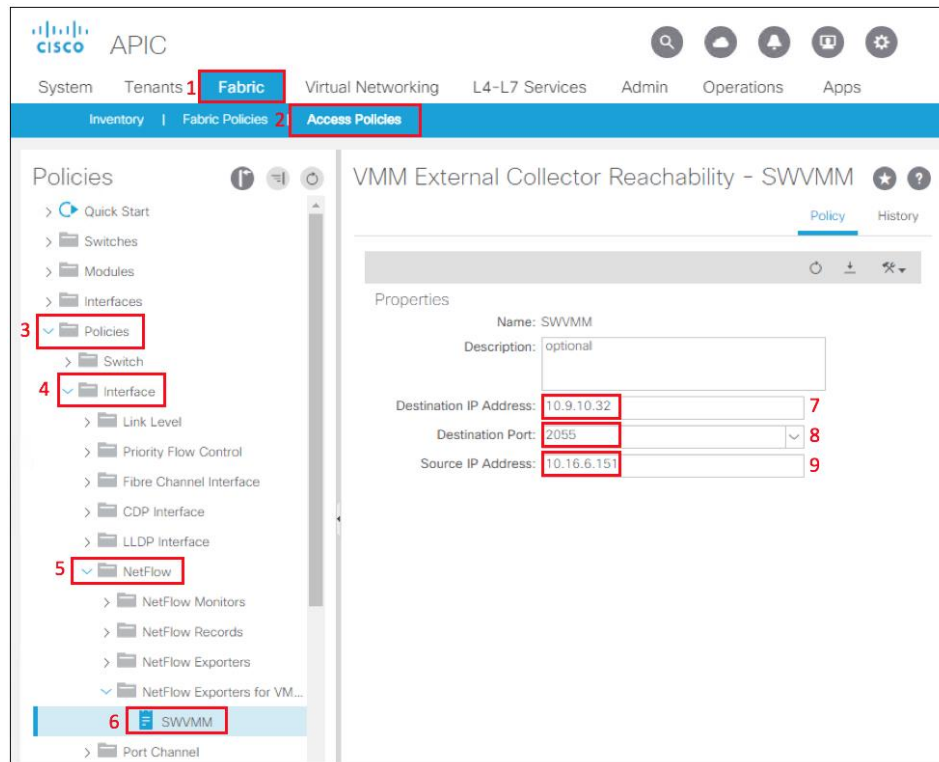 CISCO APIC
System Tenants 1 Fabric Virtual Networking L4-L7 Services Admin Operations Apps
Inventory | Fabric Policies 2 | Access Policies
Policies
Quick Start
Switches
Modules
Interfaces
3 Policies
Switch
4 Interface
Link Level
Priority Flow Control
Fibre Channel Interface
CDP Interface
LLDP Interface
5 NetFlow
NetFlow Monitors
NetFlow Records
NetFlow Exporters
NetFlow Exporters for VM...
6 SWVMM
Port Channel
VMM External Collector Reachability - SWVMM
Policy History
Properties
Name: SWVMM
Description: optional
Destination IP Address: 10.9.10.32 7
Destination Port: 2055 8
Source IP Address: 10.16.6.151 9